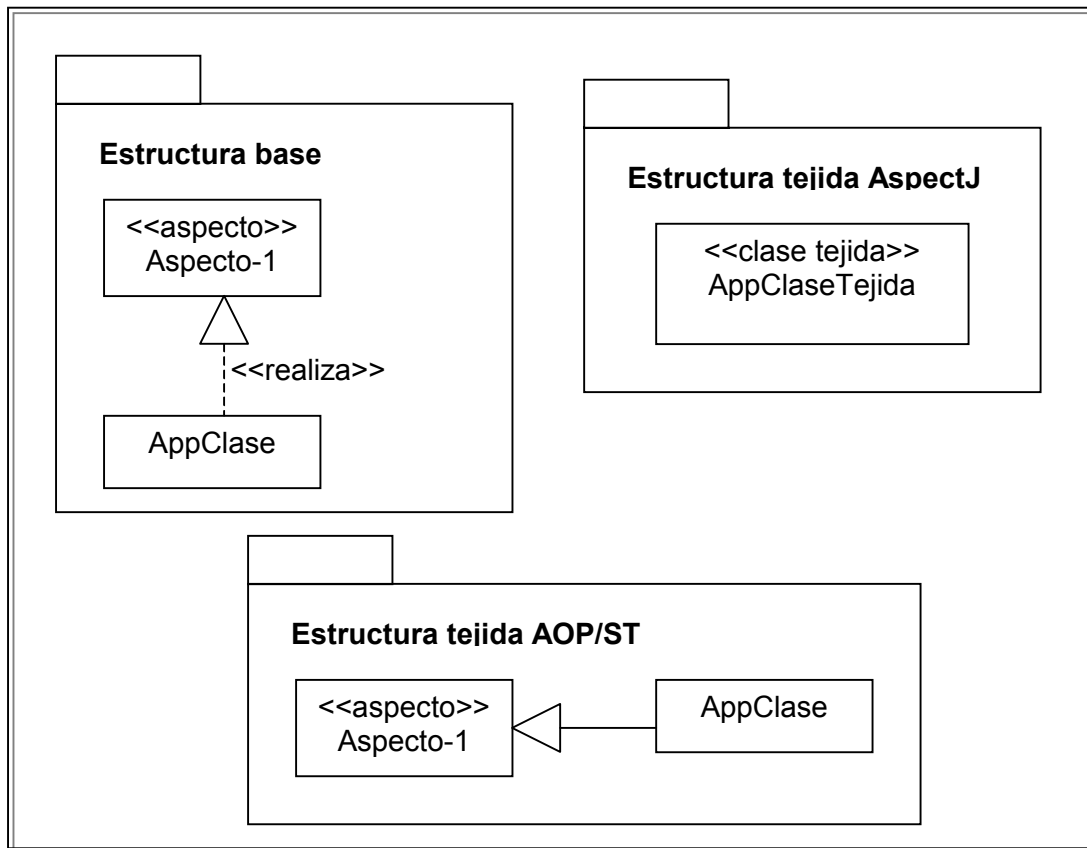 Estructura base
<<aspecto>>
Aspecto-1
<<realiza>>
AppClase
Estructura tejida AspectJ
<<clase tejida>>
AppClaseTejida
Estructura tejida AOP/ST
<<aspecto>>
Aspecto-1
AppClase